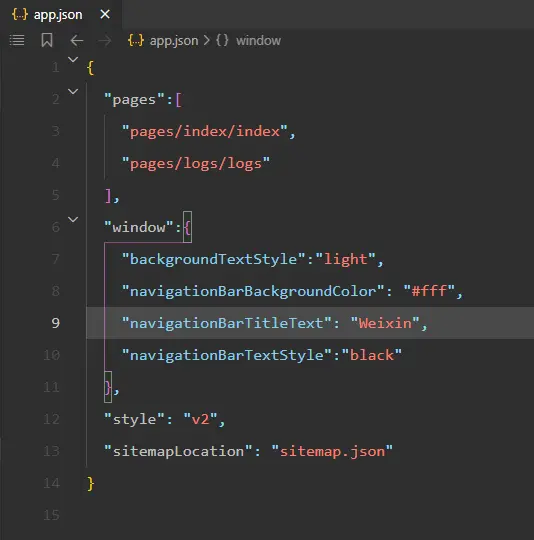 {..} app.json ×
{..} app.json > { } window
1 {
2 "pages":[
3 "pages/index/index",
4 "pages/logs/logs"
5 ],
6 "window":{
7 "backgroundTextStyle":"light",
8 "navigationBarBackgroundColor": "#fff",
9 "navigationBarTitleText": "Weixin",
10 "navigationBarTextStyle":"black"
11 },
12 "style": "v2",
13 "sitemapLocation": "sitemap.json"
14 }
15